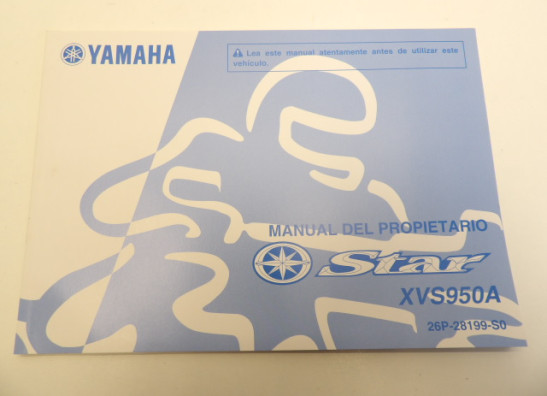 YAMAHA
⚠ Lea este manual atentamente antes de utilizar este
vehículo.
MANUAL DEL PROPIETARIO
Star
XVS950A
26P-28199-S0